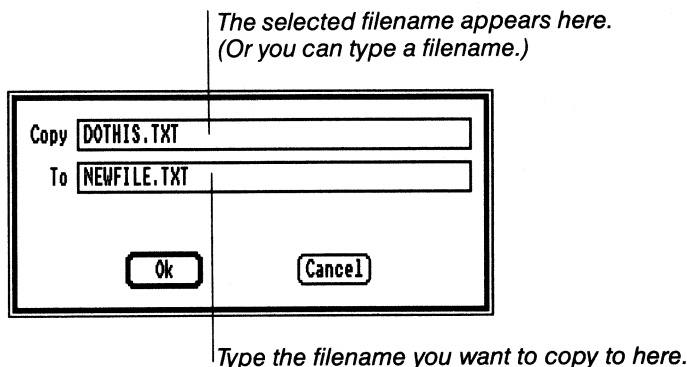 The selected filename appears here.
(Or you can type a filename.)
Copy DOTHIS.TXT
To NEWFILE.TXT
Ok Cancel
Type the filename you want to copy to here.